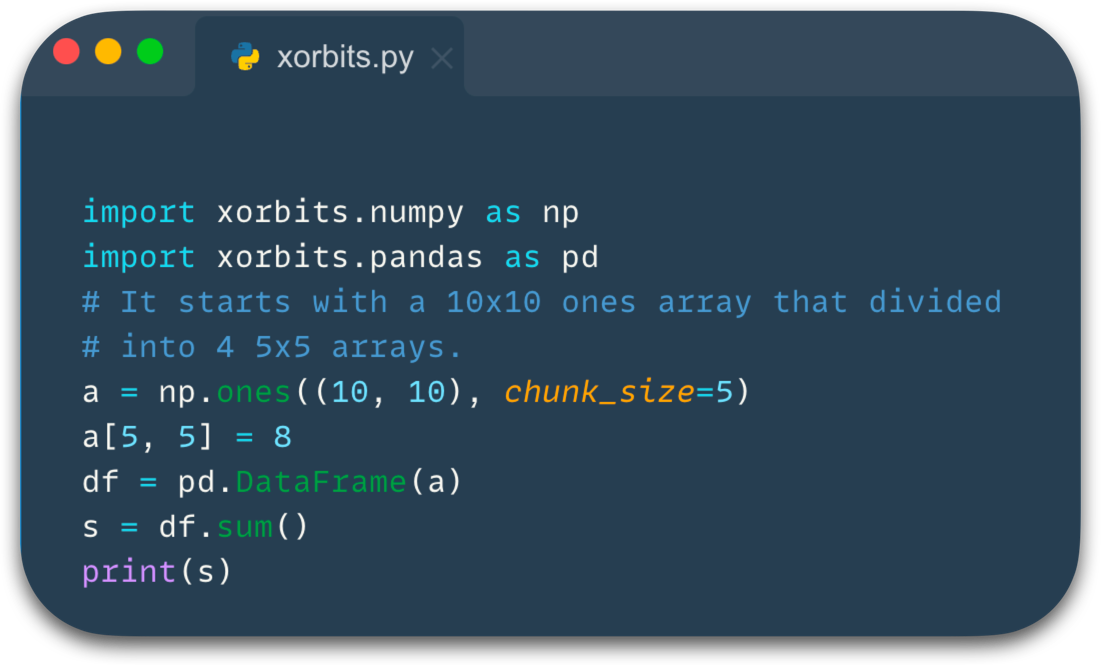 xorbits.py
import xorbits.numpy as np
import xorbits.pandas as pd
# It starts with a 10x10 ones array that divided
# into 4 5x5 arrays.
a = np.ones((10, 10), chunk_size=5)
a[5, 5] = 8
df = pd.DataFrame(a)
s = df.sum()
print(s)